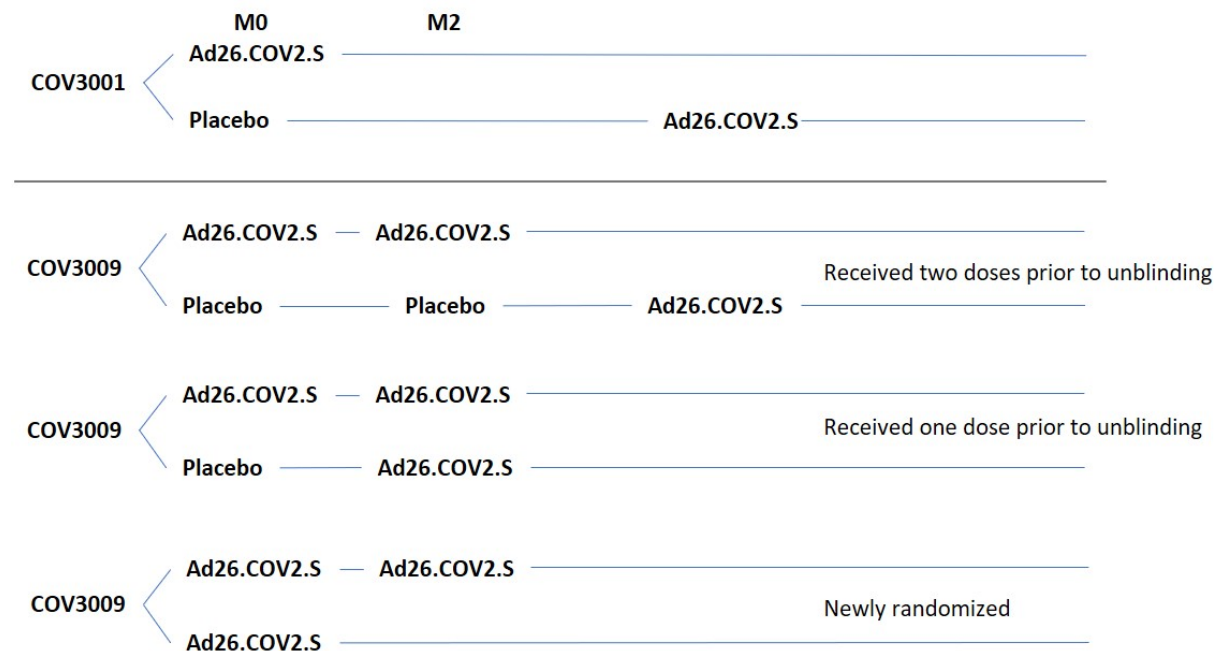 M0 M2
Ad26.COV2.S
COV3001
Placebo Ad26.COV2.S
Ad26.COV2.S Ad26.COV2.S
COV3009 Received two doses prior to unblinding
Placebo Placebo Ad26.COV2.S
Ad26.COV2.S Ad26.COV2.S
COV3009 Received one dose prior to unblinding
Placebo Ad26.COV2.S
Ad26.COV2.S Ad26.COV2.S
COV3009 Newly randomized
Ad26.COV2.S